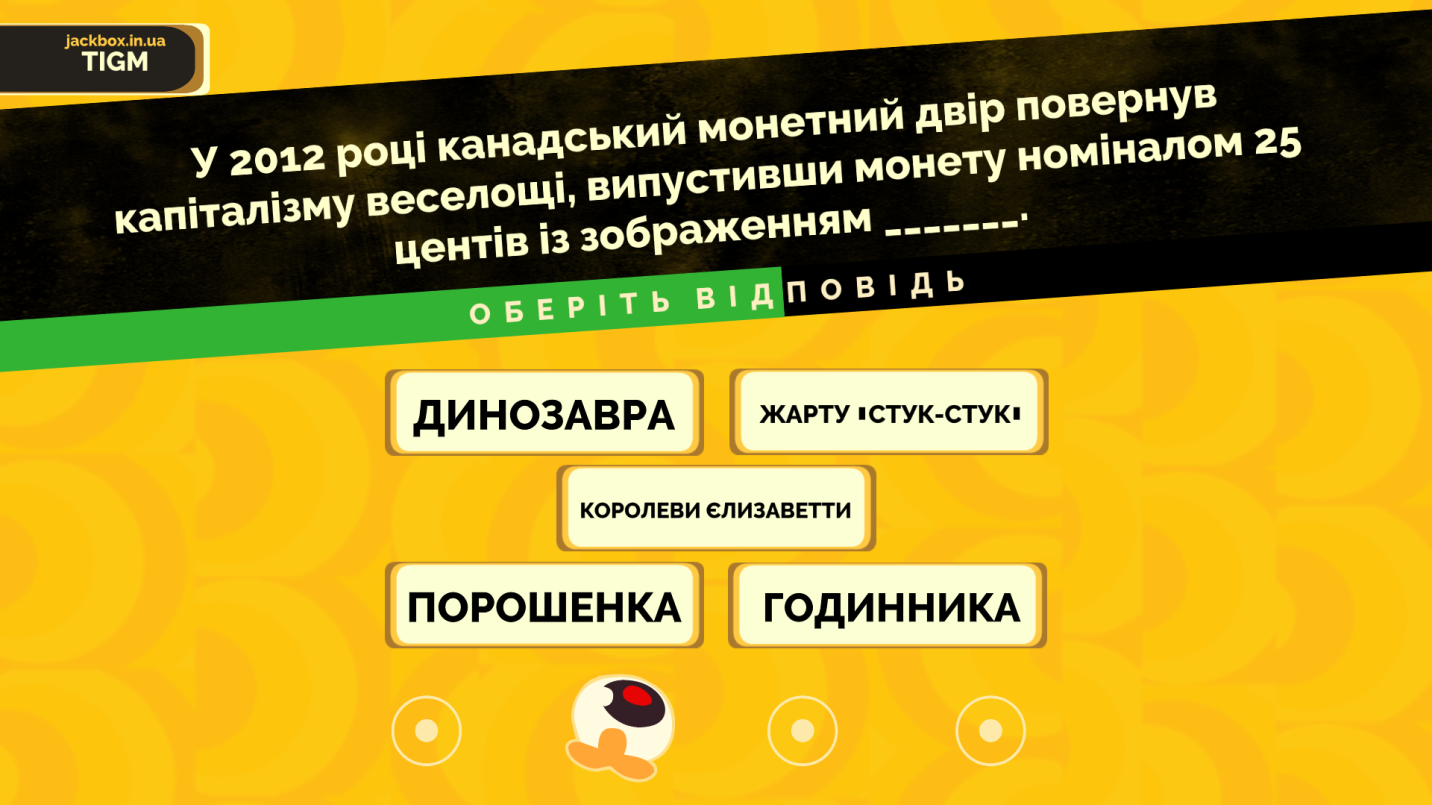 jackbox.in.ua
TIGM
У 2012 році канадський монетний двір повернув
капіталізму веселощі, випустивши монету номіналом 25
центів із зображенням _______.
ОБЕРІТЬ ВІДПОВІДЬ
ДИНОЗАВРА
ЖАРТУ "СТУК-СТУК"
КОРОЛЕВИ ЄЛИЗАВЕТТИ
ПОРОШЕНКА
ГОДИННИКА